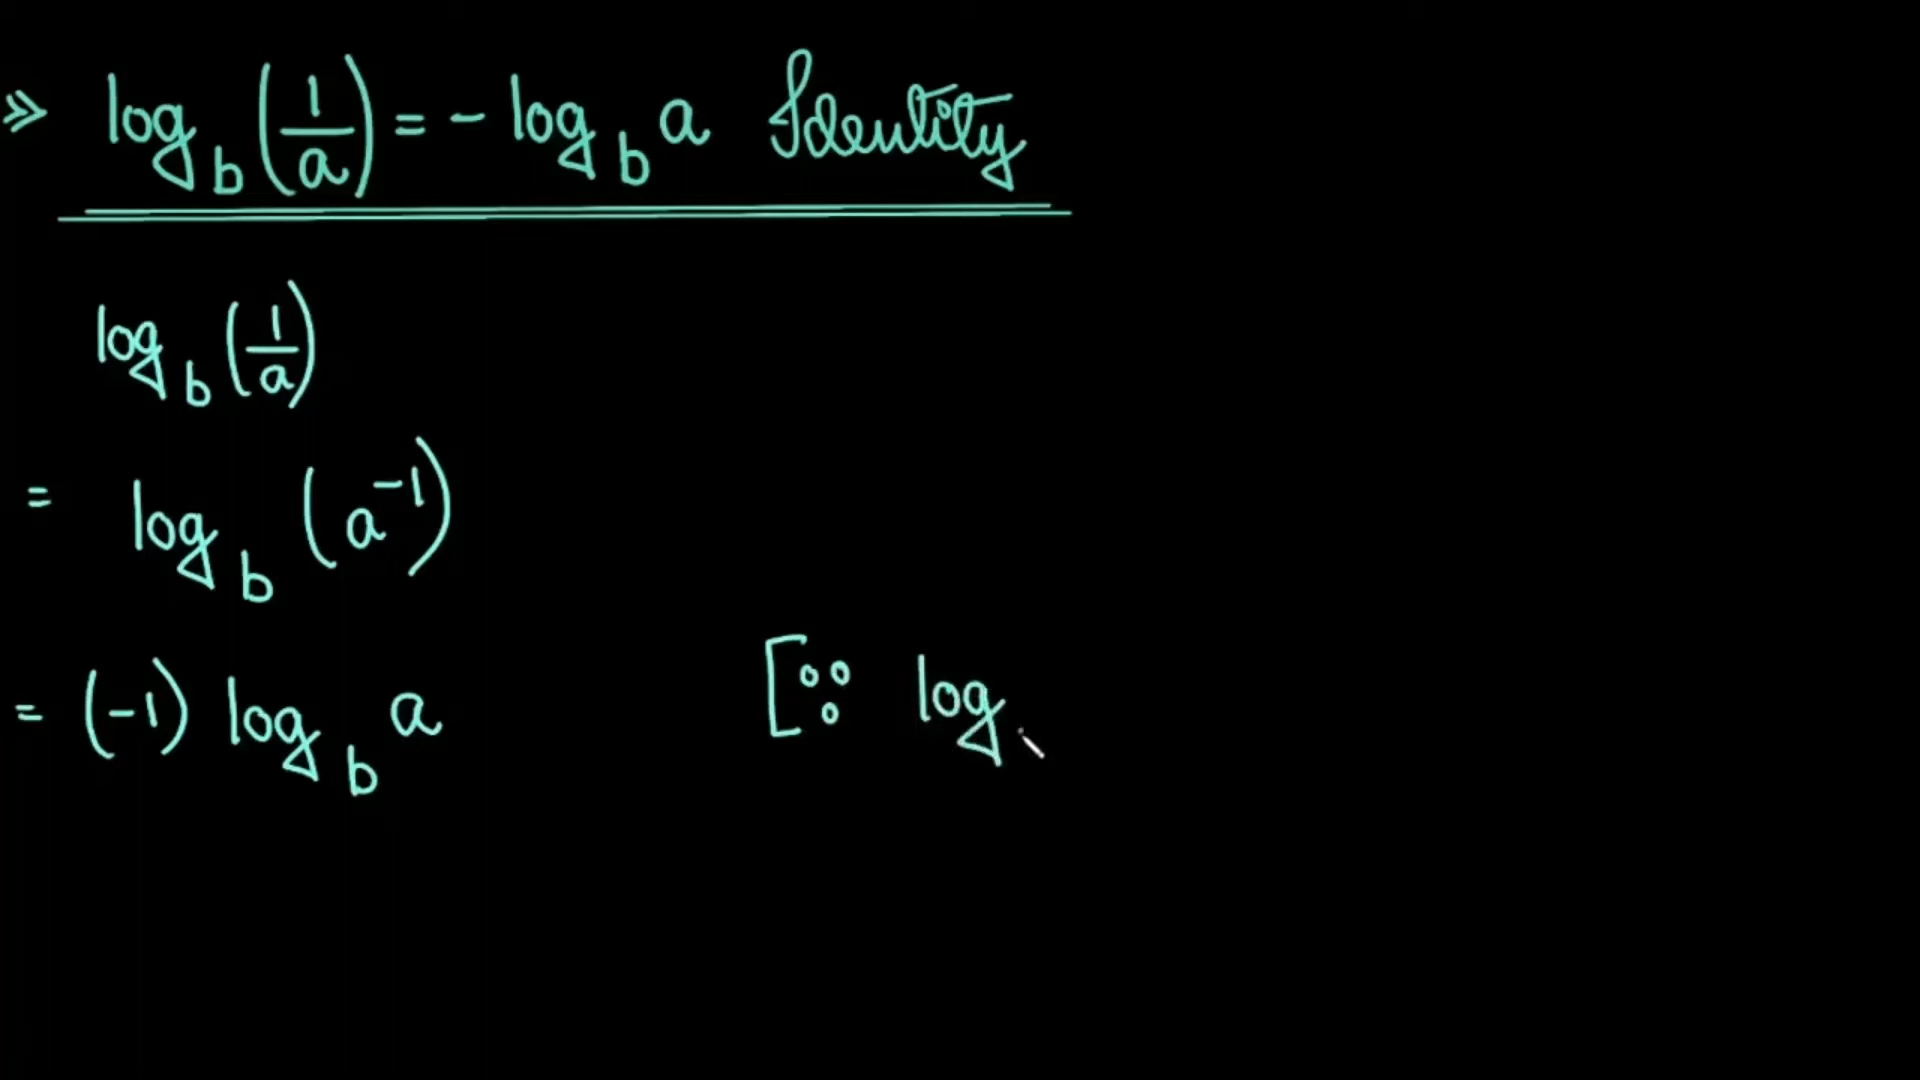 ≫ log_b (1/a) = - log_b a Identity
log_b (1/a)
= log_b (a^-1)
= (-1) log_b a [∵ log